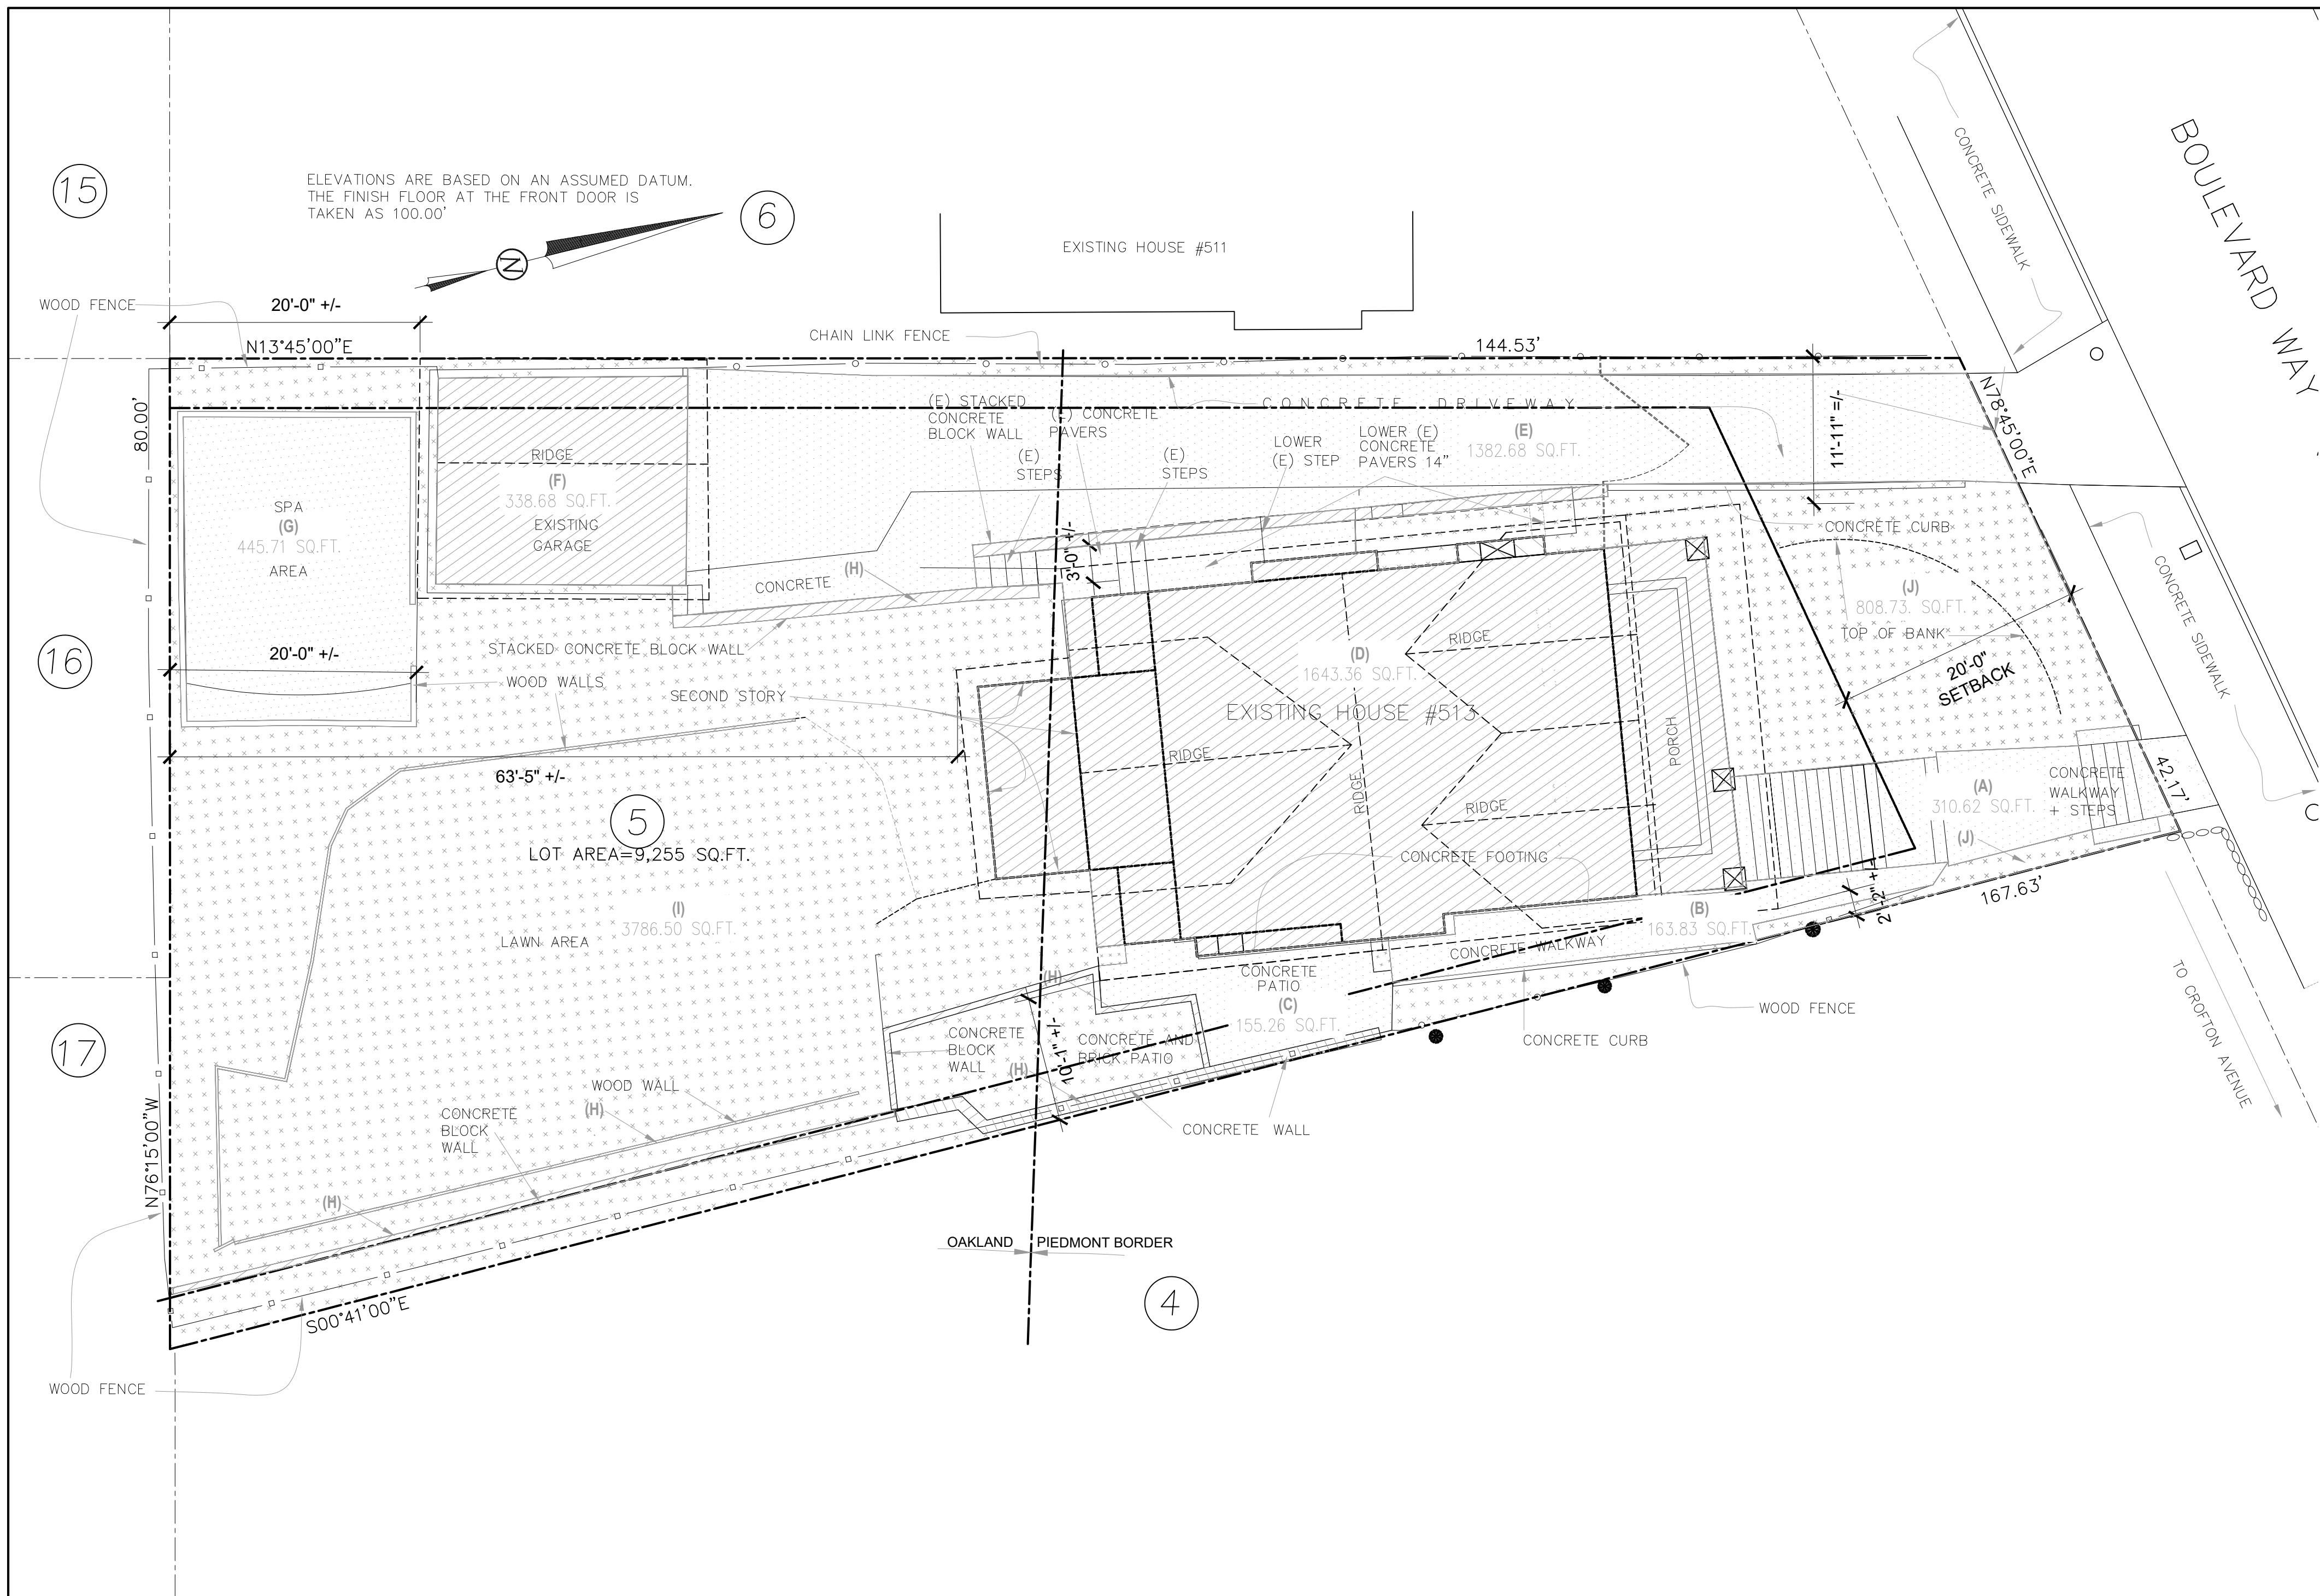 BOULEVARD WAY
CONCRETE SIDEWALK
15
ELEVATIONS ARE BASED ON AN ASSUMED DATUM.
THE FINISH FLOOR AT THE FRONT DOOR IS
TAKEN AS 100.00'
6
N
EXISTING HOUSE #511
WOOD FENCE
20'-0" +/-
N13°45'00"E
CHAIN LINK FENCE
144.53'
N78°45'00"E
80.00'
(E) STACKED
CONCRETE
BLOCK WALL
(E) CONCRETE
PAVERS
CONCRETE DRIVEWAY
(E)
1382.68 SQ.FT.
11'-11" =/-
(E)
STEPS
(E)
STEPS
LOWER
(E) STEP
LOWER (E)
CONCRETE
PAVERS 14"
RIDGE
(F)
338.68 SQ.FT.
EXISTING
GARAGE
SPA
(G)
445.71 SQ.FT.
AREA
CONCRETE
(H)
3'-0" +/-
CONCRETE CURB
CONCRETE SIDEWALK
(J)
808.73. SQ.FT.
TOP OF BANK
20'-0"
SETBACK
16
20'-0" +/-
STACKED CONCRETE BLOCK WALL
WOOD WALLS
SECOND STORY
RIDGE
(D)
1643.36 SQ.FT.
EXISTING HOUSE #513
RIDGE
RIDGE
RIDGE
PORCH
63'-5" +/-
(A)
310.62 SQ.FT.
CONCRETE
WALKWAY
+ STEPS
42.17'
(J)
5
LOT AREA=9,255 SQ.FT.
CONCRETE FOOTING
167.63'
2'-2" +/-
(I)
3786.50 SQ.FT.
LAWN AREA
(B)
163.83 SQ.FT.
CONCRETE WALKWAY
CONCRETE
PATIO
(C)
155.26 SQ.FT.
(H)
WOOD FENCE
CONCRETE CURB
TO CROFTON AVENUE
17
CONCRETE
BLOCK
WALL
10'-1" +/-
CONCRETE AND
BRICK PATIO
(H)
WOOD WALL
(H)
CONCRETE
BLOCK
WALL
CONCRETE WALL
N76°15'00"W
(H)
OAKLAND
PIEDMONT BORDER
4
S00°41'00"E
WOOD FENCE